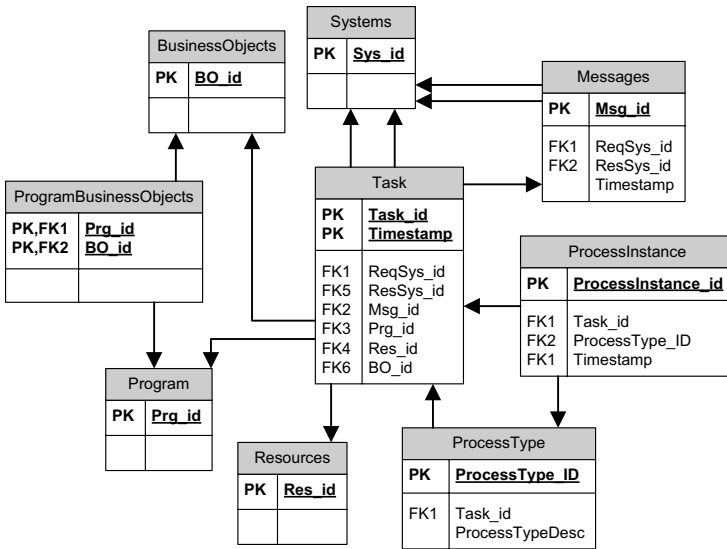 Systems
PK Sys_id
BusinessObjects
PK BO_id
Messages
PK Msg_id
FK1 ReqSys_id
FK2 ResSys_id
Timestamp
Task
PK Task_id
PK Timestamp
FK1 ReqSys_id
FK5 ResSys_id
FK2 Msg_id
FK3 Prg_id
FK4 Res_id
FK6 BO_id
ProgramBusinessObjects
PK,FK1 Prg_id
PK,FK2 BO_id
ProcessInstance
PK ProcessInstance_id
FK1 Task_id
FK2 ProcessType_ID
FK1 Timestamp
Program
PK Prg_id
Resources
PK Res_id
ProcessType
PK ProcessType_ID
FK1 Task_id
ProcessTypeDesc